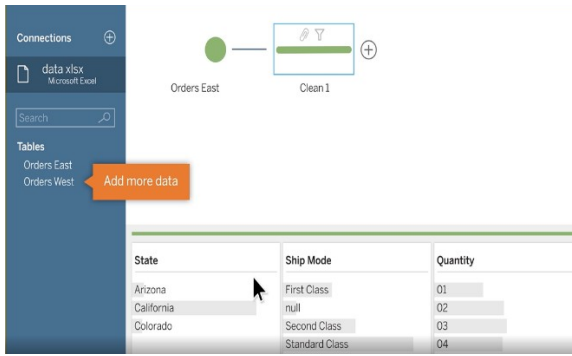 Connections
data xlsx
Microsoft Excel
Search
Tables
Orders East
Orders West
Add more data
Orders East
Clean 1
State
Arizona
California
Colorado
Ship Mode
First Class
null
Second Class
Standard Class
Quantity
01
02
03
04